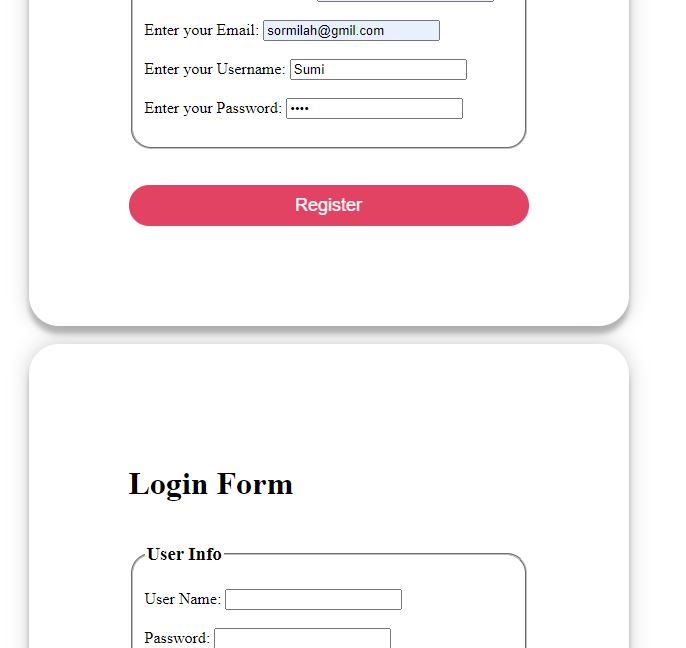 Enter your Email: sormilah@gmil.com
Enter your Username: Sumi
Enter your Password: ••••
Register
Login Form
User Info
User Name:
Password: